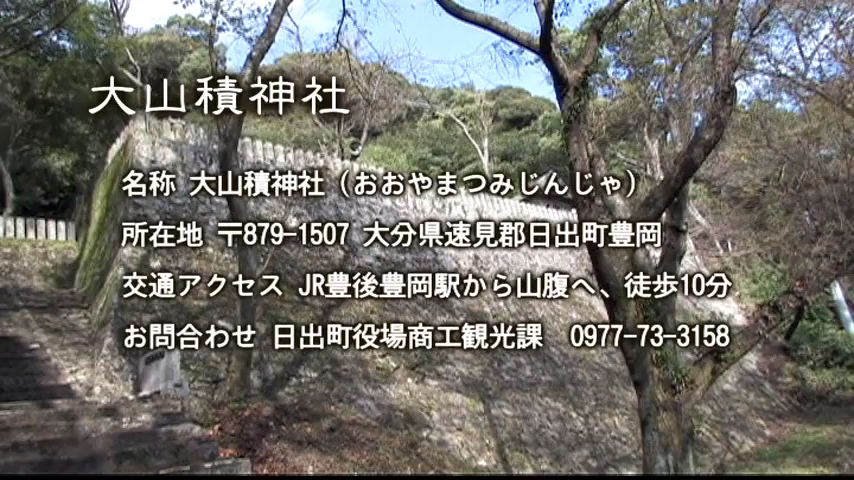 大山積神社
名称 大山積神社（おおやまつみじんじゃ）
所在地 〒879-1507 大分県速見郡日出町豊岡
交通アクセス JR豊後豊岡駅から山腹へ、徒歩10分
お問合わせ 日出町役場商工観光課 0977-73-3158